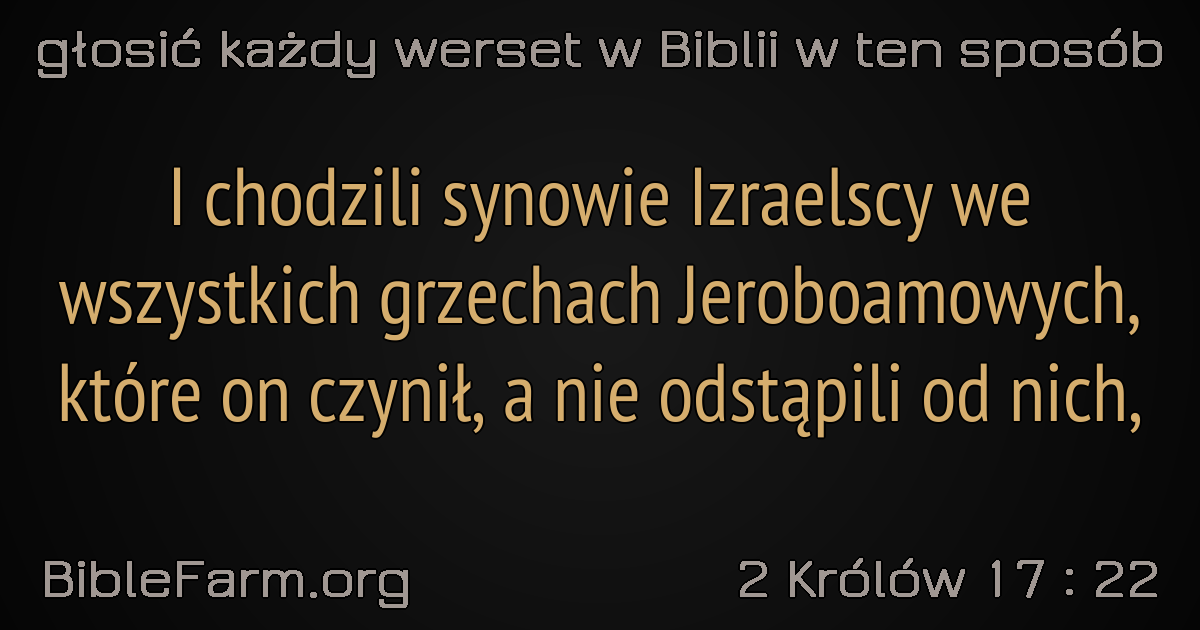 głosić każdy werset w Biblii w ten sposób
I chodzili synowie Izraelscy we
wszystkich grzechach Jeroboamowych,
które on czynił, a nie odstąpili od nich,
BibleFarm.org
2 Królów 17 : 22